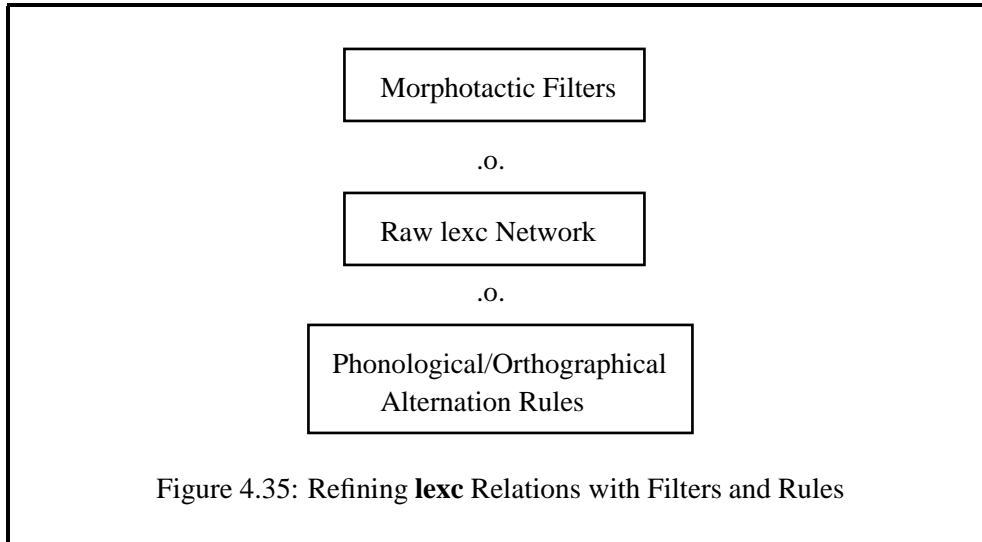 Morphotactic Filters
.o.
Raw lexc Network
.o.
Phonological/Orthographical
Alternation Rules
Figure 4.35: Refining lexc Relations with Filters and Rules